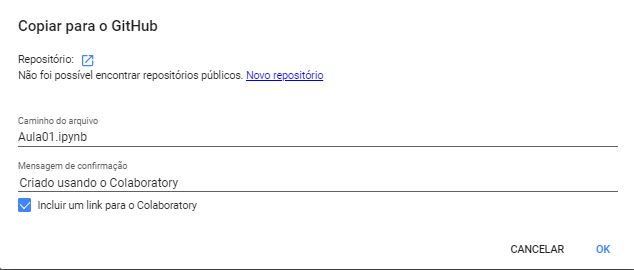 Copiar para o GitHub
Repositório:
Não foi possível encontrar repositórios públicos. Novo repositório
Caminho do arquivo
Aula01.ipynb
Mensagem de confirmação
Criado usando o Colaboratory
Incluir um link para o Colaboratory
CANCELAR OK